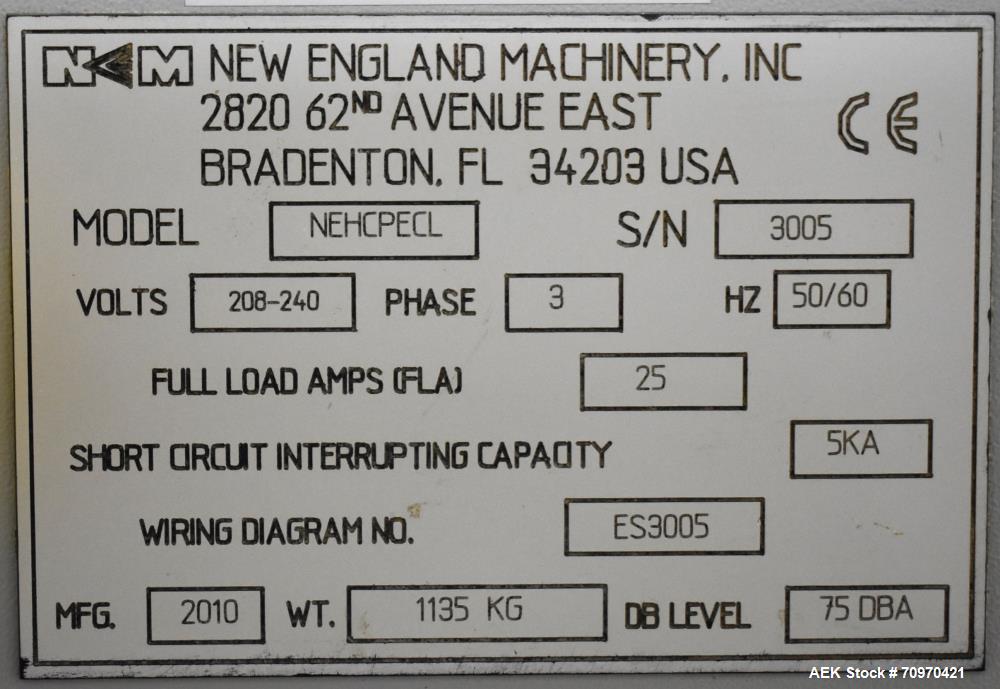 NEM NEW ENGLAND MACHINERY, INC
2820 62ND AVENUE EAST
BRADENTON, FL 34203 USA
CE
MODEL NEHCPECL S/N 3005
VOLTS 208-240 PHASE 3 HZ 50/60
FULL LOAD AMPS (FLA) 25
SHORT CIRCUIT INTERRUPTING CAPACITY 5KA
WIRING DIAGRAM NO. ES3005
MFG. 2010 WT. 1135 KG DB LEVEL 75 DBA
AEK Stock # 70970421